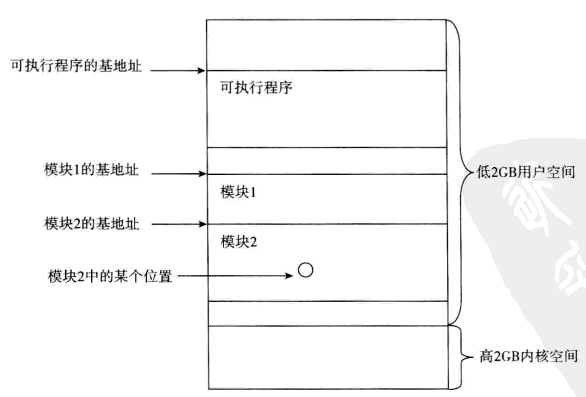 可执行程序的基地址
可执行程序
模块1的基地址
低2GB用户空间
模块1
模块2的基地址
模块2
模块2中的某个位置
高2GB内核空间